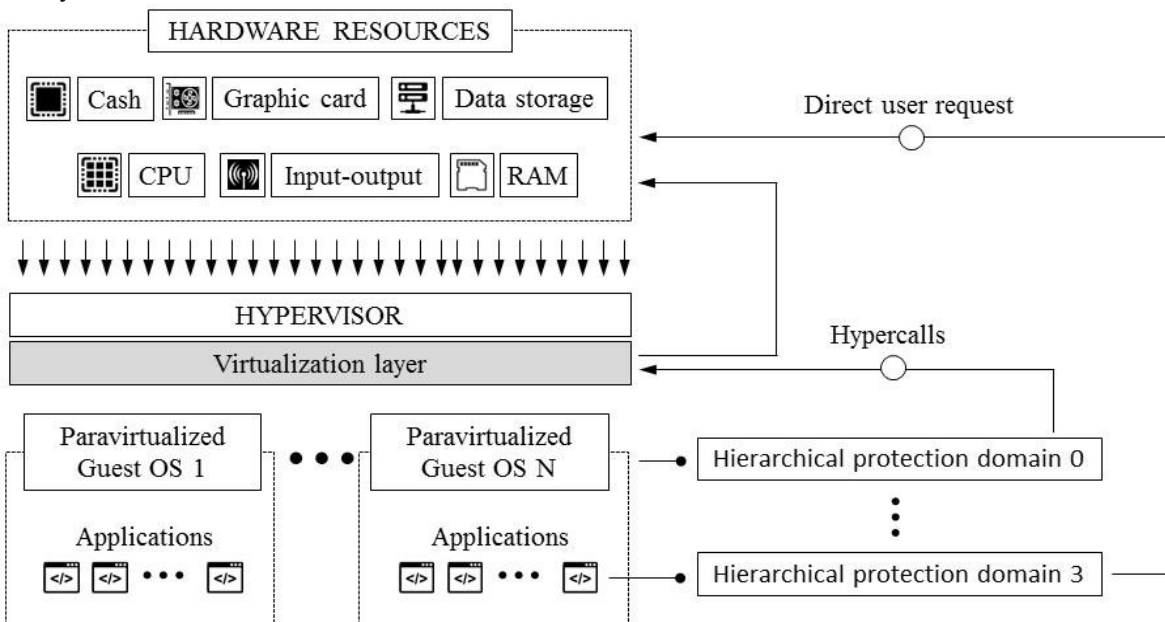 HARDWARE RESOURCES
Cash
Graphic card
Data storage
CPU
Input-output
RAM
Direct user request
HYPERVISOR
Virtualization layer
Hypercalls
Paravirtualized
Guest OS 1
Paravirtualized
Guest OS N
Hierarchical protection domain 0
Applications
</>
</>
</>
Applications
</>
</>
</>
Hierarchical protection domain 3